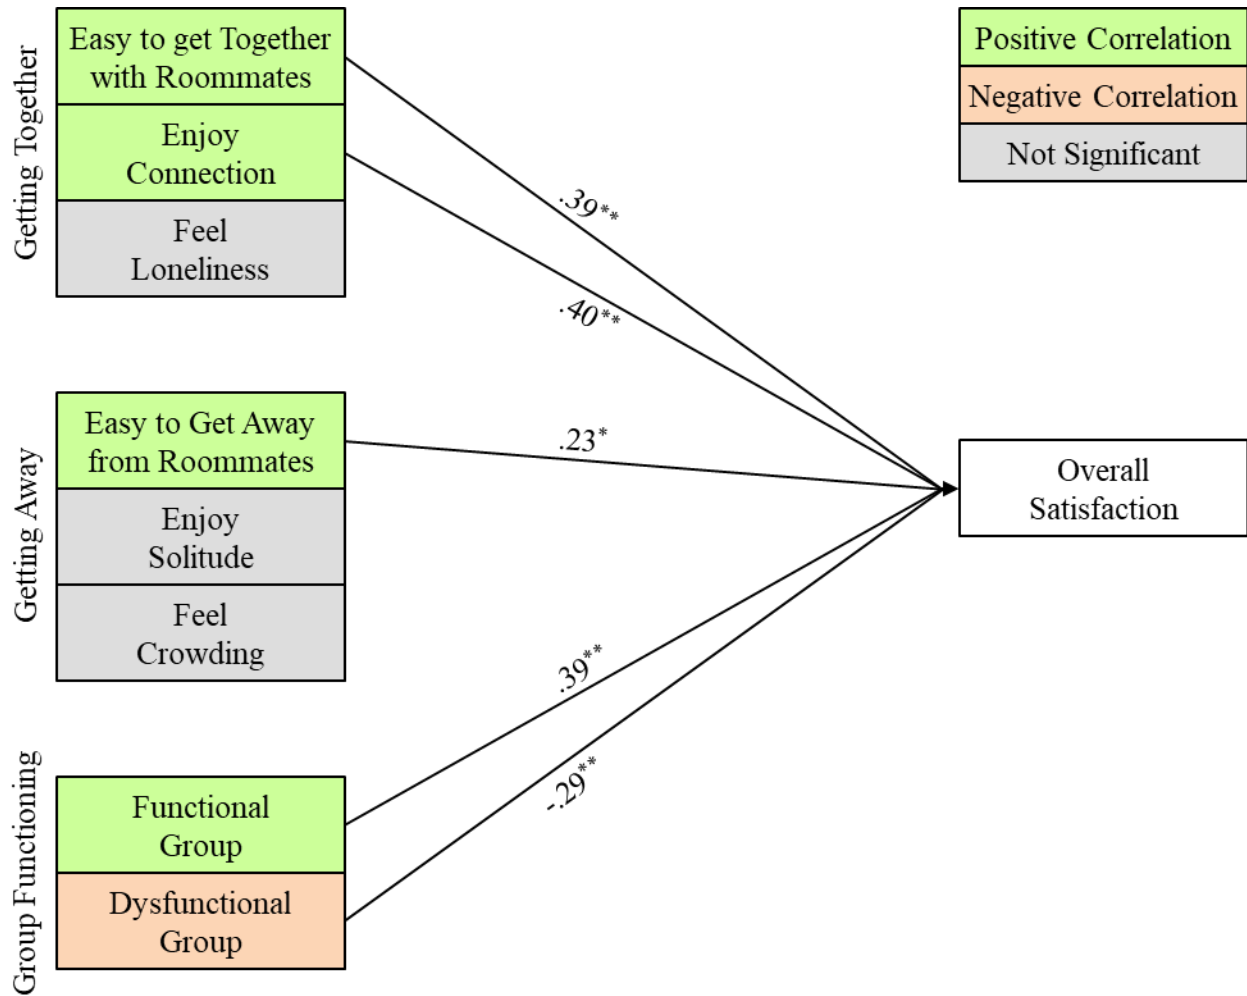 Getting Together
Easy to get Together
with Roommates
Enjoy
Connection
Feel
Loneliness
.39**
.40**
Positive Correlation
Negative Correlation
Not Significant
Getting Away
Easy to Get Away
from Roommates
Enjoy
Solitude
Feel
Crowding
.23*
Overall
Satisfaction
Group Functioning
Functional
Group
Dysfunctional
Group
.39**
-.29**